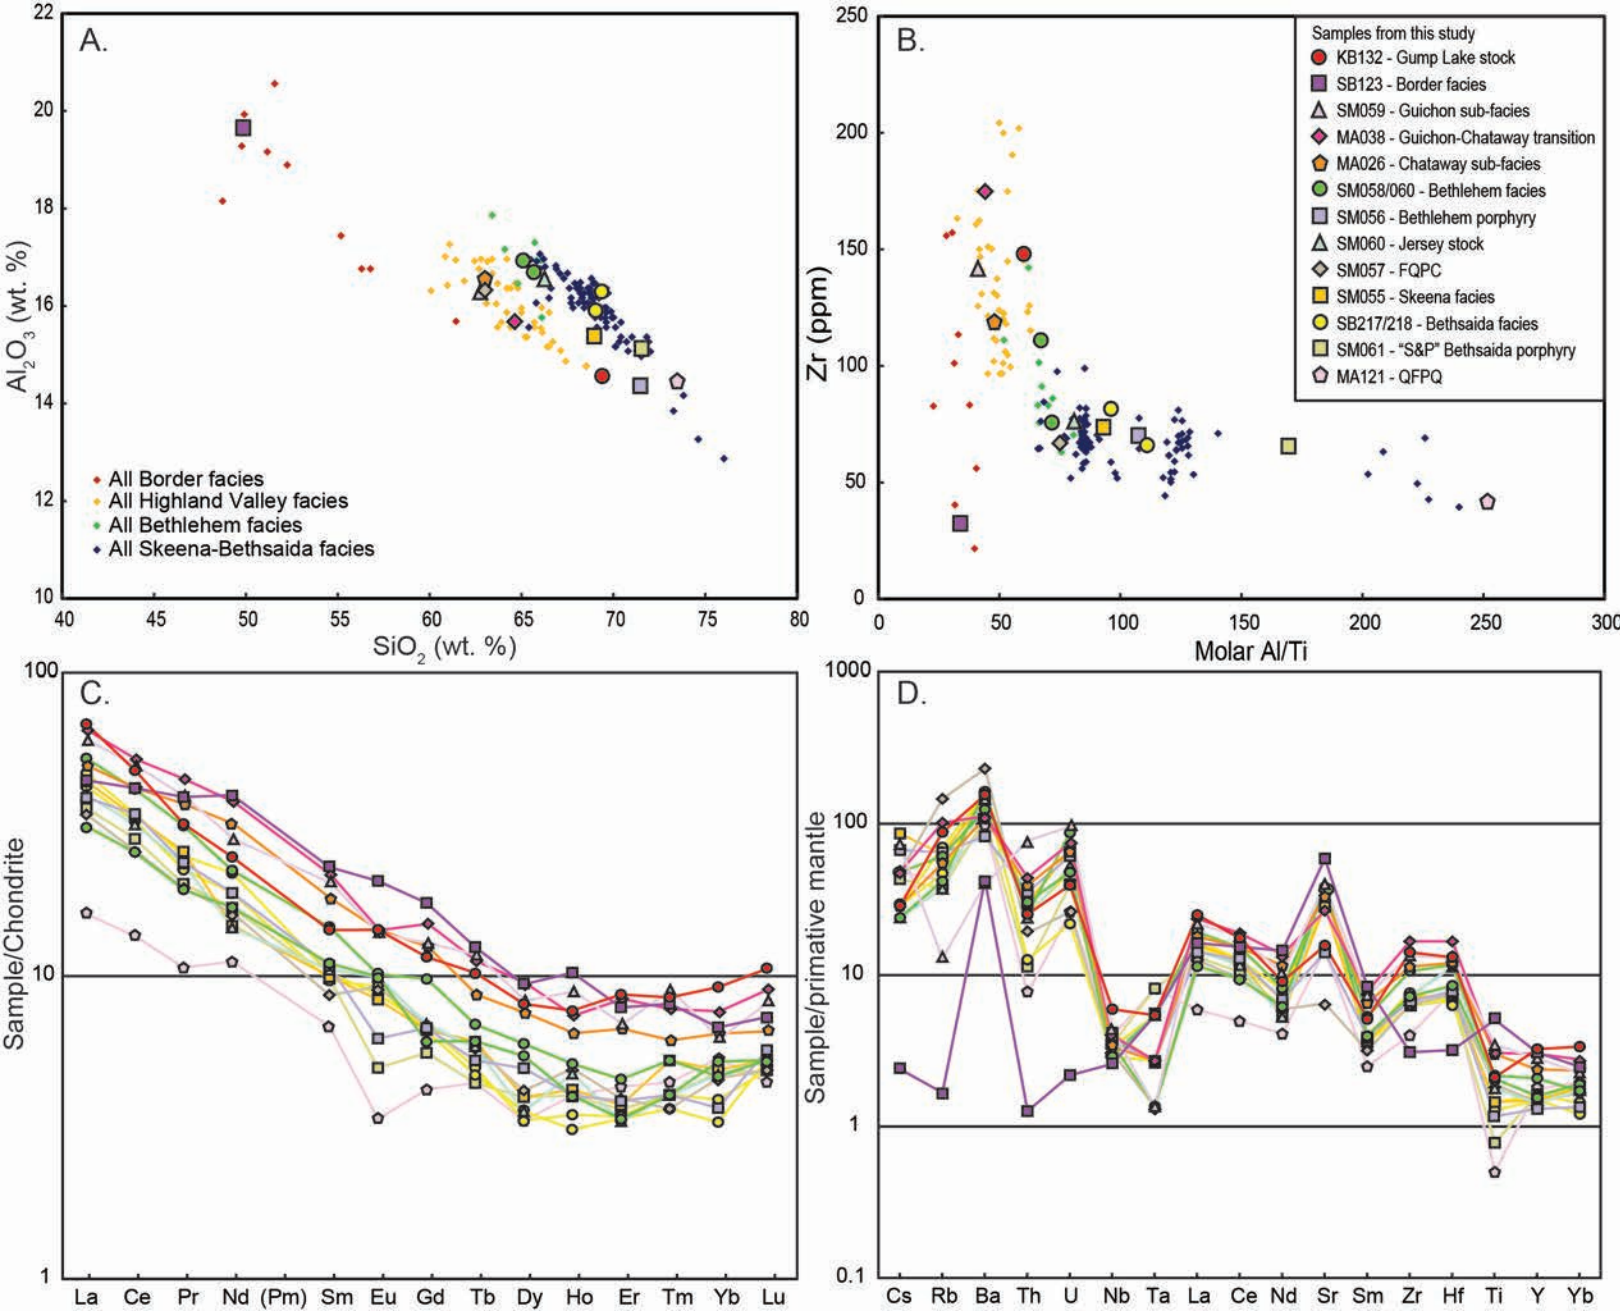 A.
22
20
18
16
14
12
10
Al2O3 (wt. %)
All Border facies
All Highland Valley facies
All Bethlehem facies
All Skeena-Bethsaida facies
40 45 50 55 60 65 70 75 80
SiO2 (wt. %)
B.
250
200
150
100
50
0
Zr (ppm)
Samples from this study
KB132 - Gump Lake stock
SB123 - Border facies
SM059 - Guichon sub-facies
MA038 - Guichon-Chataway transition
MA026 - Chataway sub-facies
SM058/060 - Bethlehem facies
SM056 - Bethlehem porphyry
SM060 - Jersey stock
SM057 - FQPC
SM055 - Skeena facies
SB217/218 - Bethsaida facies
SM061 - “S&P” Bethsaida porphyry
MA121 - QFPQ
0 50 100 150 200 250 300
Molar Al/Ti
C.
100
10
1
Sample/Chondrite
La Ce Pr Nd (Pm) Sm Eu Gd Tb Dy Ho Er Tm Yb Lu
D.
1000
100
10
1
0.1
Sample/primative mantle
Cs Rb Ba Th U Nb Ta La Ce Nd Sr Sm Zr Hf Ti Y Yb